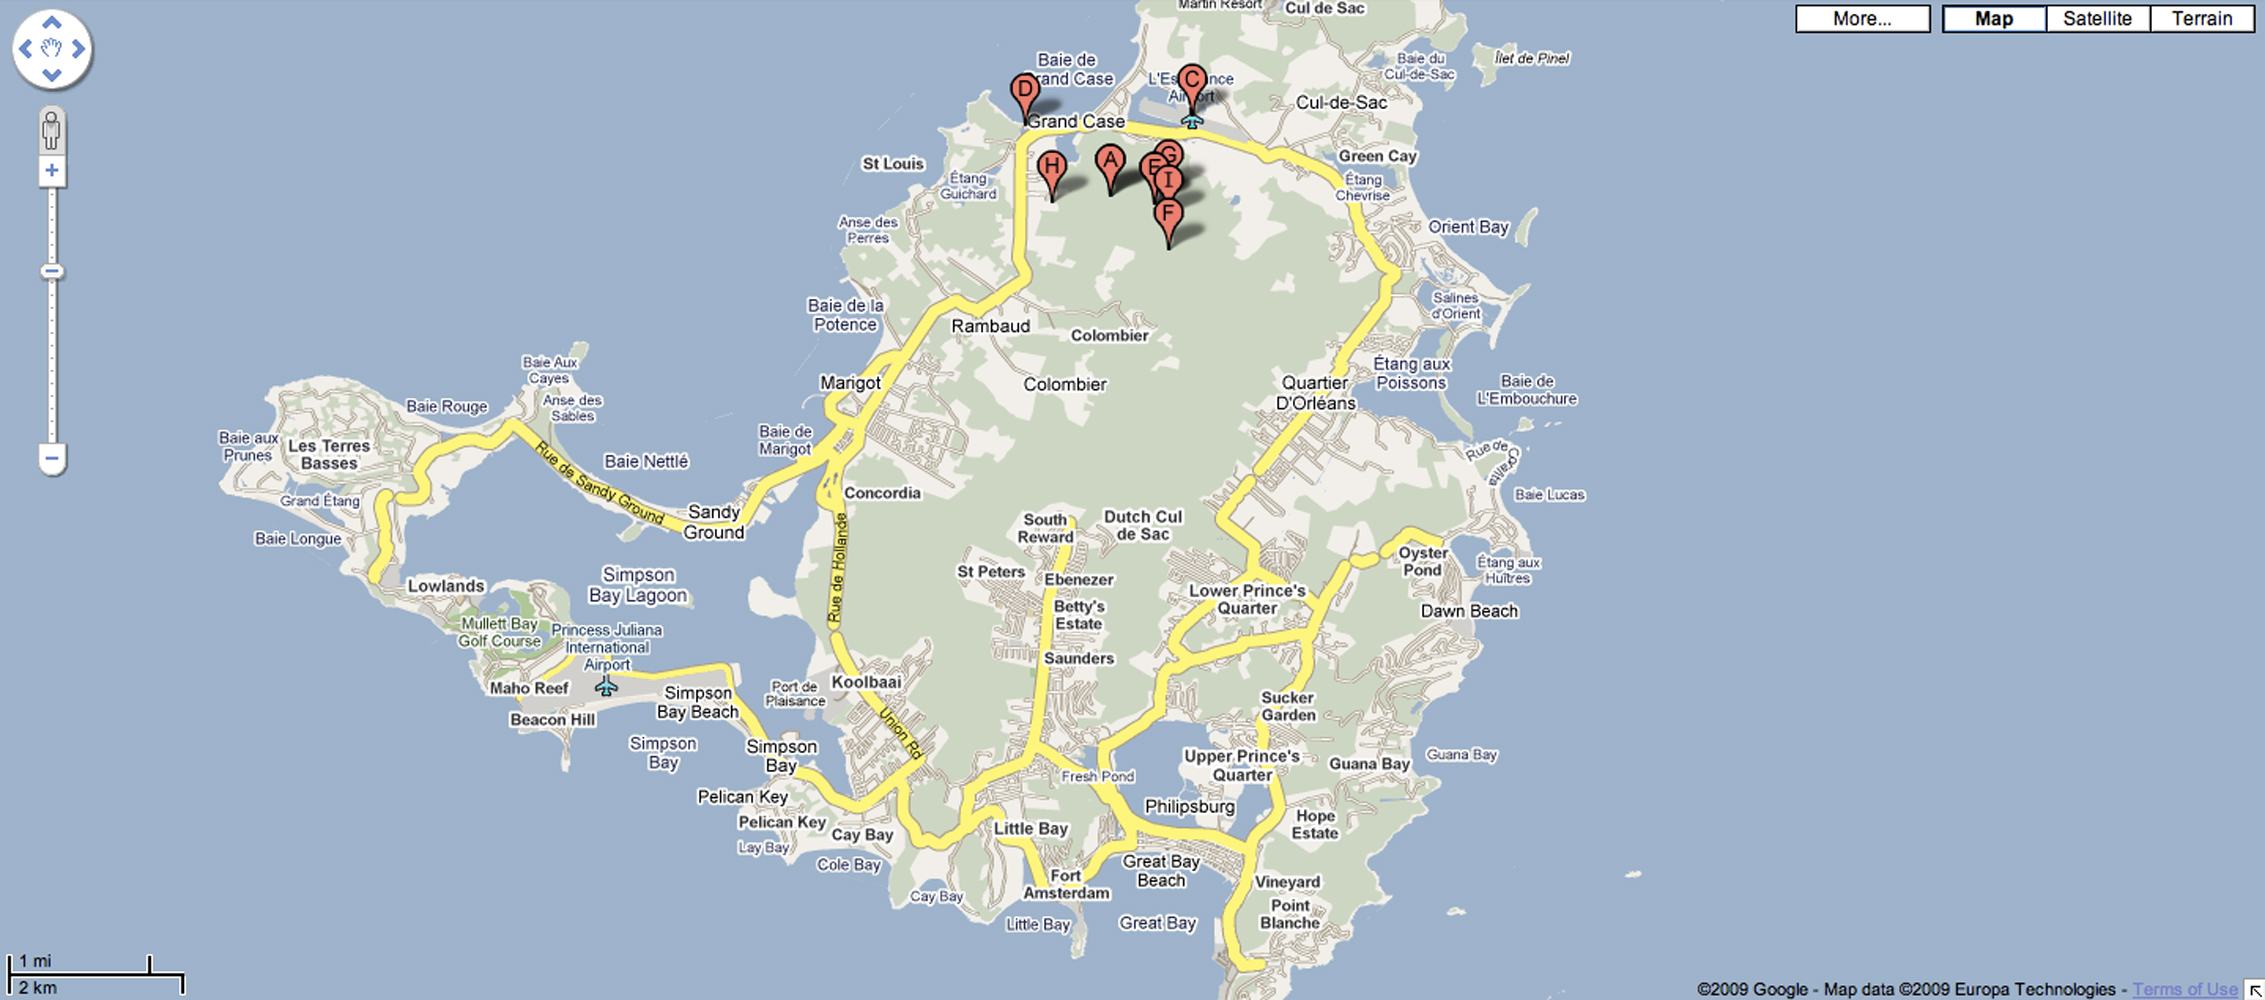 Martin Resort
Cul de Sac
More...
Map
Satellite
Terrain
Baie de
Grand Case
L'Espérance
Airport
Baie du
Cul-de-Sac
Îlet de Pinel
D
C
Cul-de-Sac
Grand Case
St Louis
H
A
E
G
I
F
Green Cay
Étang
Guichard
Étang
Chevrise
Anse des
Perres
Orient Bay
Baie de la
Potence
Salines
d'Orient
Rambaud
Colombier
Baie Aux
Cayes
Marigot
Colombier
Quartier
D'Orléans
Étang aux
Poissons
Baie de
L'Embouchure
Baie Rouge
Anse des
Sables
Baie aux
Prunes
Les Terres
Basses
Baie de
Marigot
Baie Nettlé
Rue de Sandy Ground
Rue de Coralita
Grand Étang
Concordia
Baie Lucas
Sandy
Ground
South
Reward
Dutch Cul
de Sac
Baie Longue
Rue de Hollande
Oyster
Pond
Étang aux
Huîtres
St Peters
Ebenezer
Lowlands
Simpson
Bay Lagoon
Lower Prince's
Quarter
Betty's
Estate
Dawn Beach
Mullett Bay
Golf Course
Princess Juliana
International
Airport
Saunders
Maho Reef
Koolbaai
Port de
Plaisance
Simpson
Bay Beach
Sucker
Garden
Beacon Hill
Union Rd
Simpson
Bay
Simpson
Bay
Upper Prince's
Quarter
Guana Bay
Guana Bay
Fresh Pond
Pelican Key
Philipsburg
Pelican Key
Cay Bay
Little Bay
Hope
Estate
Lay Bay
Cole Bay
Great Bay
Beach
Fort
Amsterdam
Vineyard
Cay Bay
Point
Blanche
Little Bay
Great Bay
1 mi
2 km
©2009 Google - Map data ©2009 Europa Technologies - Terms of Use